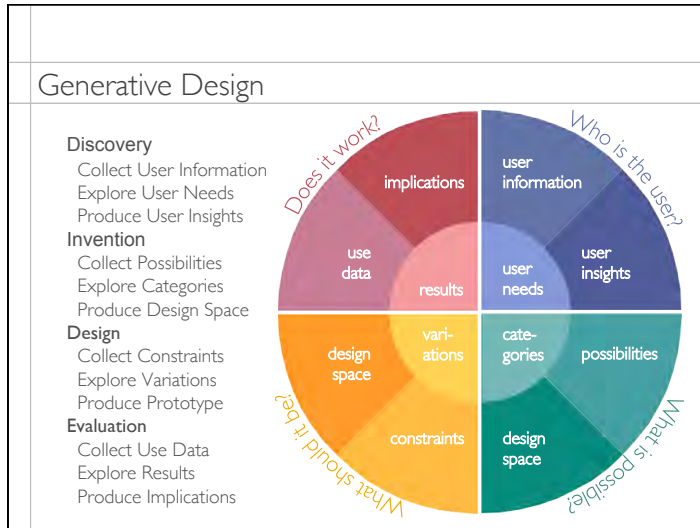 Generative Design
Discovery
Collect User Information
Explore User Needs
Produce User Insights
Invention
Collect Possibilities
Explore Categories
Produce Design Space
Design
Collect Constraints
Explore Variations
Produce Prototype
Evaluation
Collect Use Data
Explore Results
Produce Implications
Does it work?
implications
use
data
results
Who is the user?
user
information
user
insights
user
needs
vari-
ations
design
space
constraints
What should it be?
cate-
gories
possibilities
design
space
What is possible?